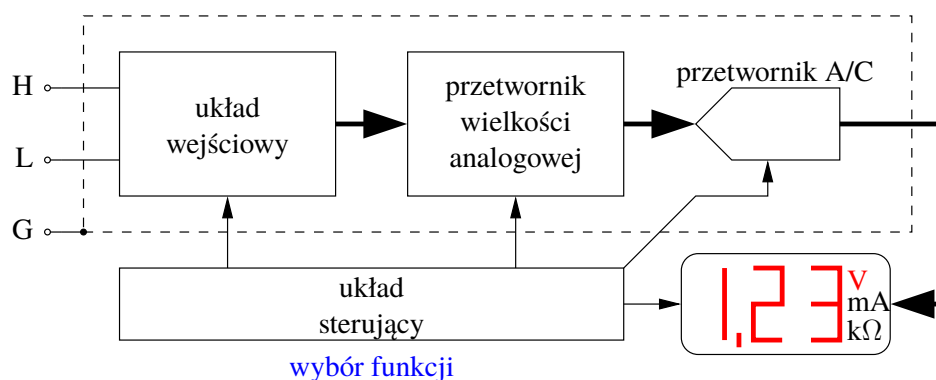 H
L
G
układ
wejściowy
przetwornik
wielkości
analogowej
przetwornik A/C
układ
sterujący
wybór funkcji
1,23
V
mA
kΩ